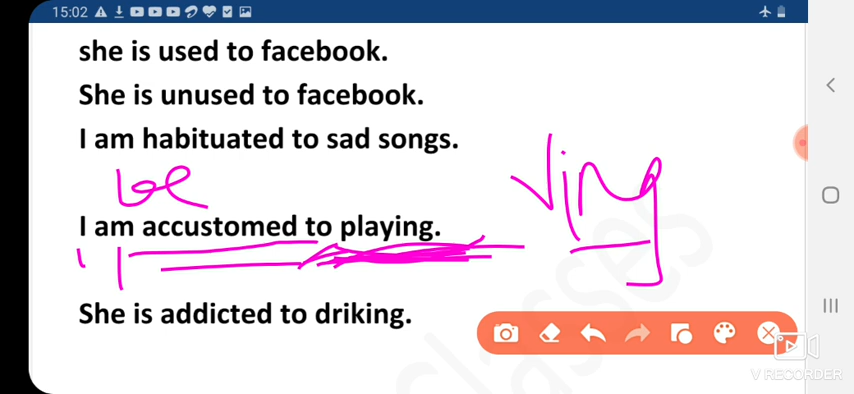 15:02
she is used to facebook.
She is unused to facebook.
I am habituated to sad songs.
be
Ving
I am accustomed to playing.
She is addicted to driking.
classes
V RECORDER